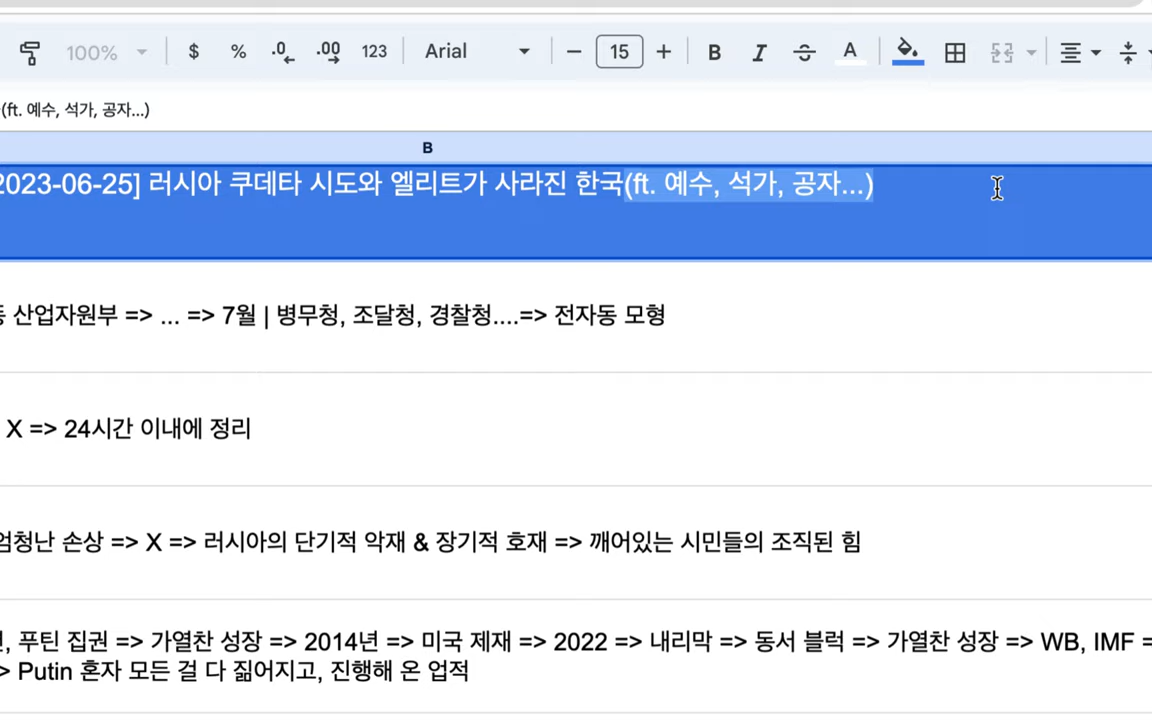 100% $ % .0 .00 123 Arial 15 B I S A
(ft. 예수, 석가, 공자...)
B
2023-06-25] 러시아 쿠데타 시도와 엘리트가 사라진 한국(ft. 예수, 석가, 공자...)
산업자원부 => ... => 7월 | 병무청, 조달청, 경찰청....=> 전자동 모형
X => 24시간 이내에 정리
엄청난 손상 => X => 러시아의 단기적 악재 & 장기적 호재 => 깨어있는 시민들의 조직된 힘
, 푸틴 집권 => 가열찬 성장 => 2014년 => 미국 제재 => 2022 => 내리막 => 동서 블럭 => 가열찬 성장 => WB, IMF =
> Putin 혼자 모든 걸 다 짊어지고, 진행해 온 업적